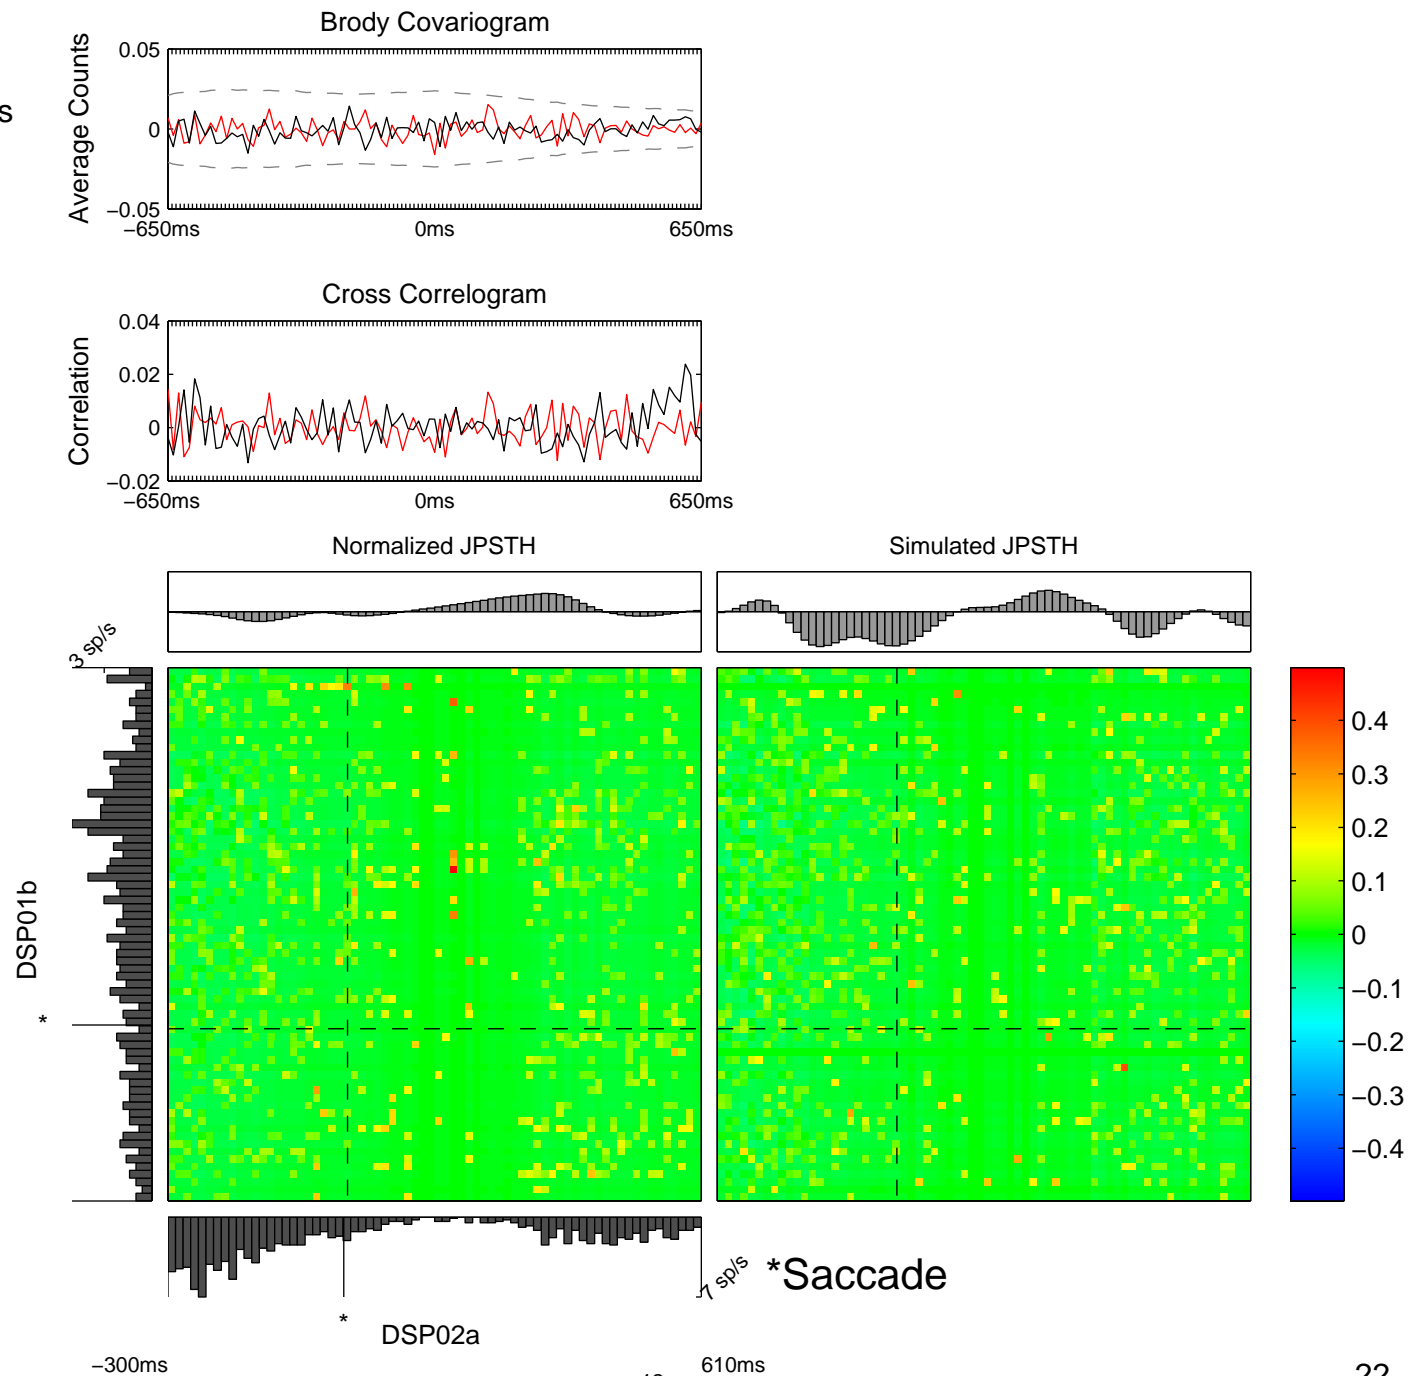 Brody Covariogram
Average Counts
0.05
0
−0.05
−650ms
0ms
650ms
s
Cross Correlogram
Correlation
0.04
0.02
0
−0.02
−650ms
0ms
650ms
Normalized JPSTH
Simulated JPSTH
3 sp/s
DSP01b
*
0.4
0.3
0.2
0.1
0
−0.1
−0.2
−0.3
−0.4
7 sp/s
*Saccade
*
DSP02a
−300ms
610ms